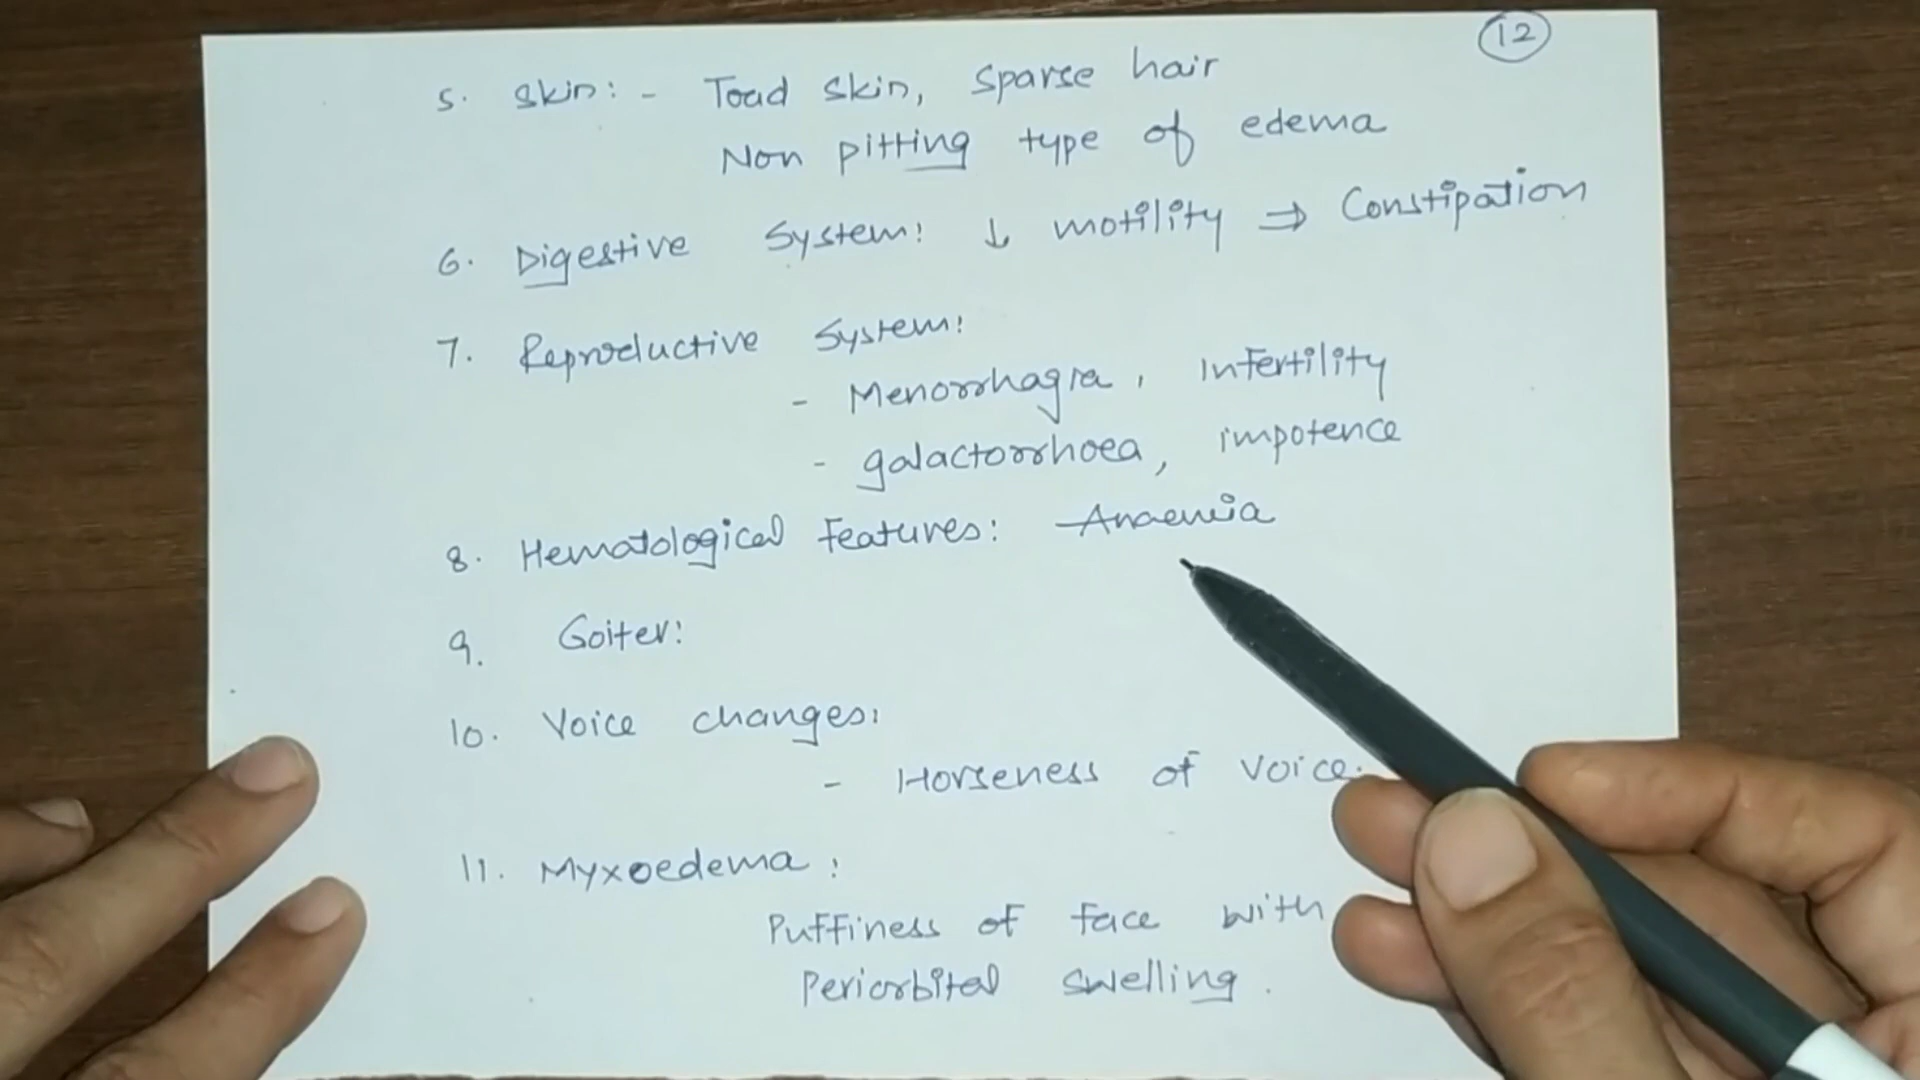 12
5. Skin:- Toad skin, sparse hair
Non pitting type of edema
6. Digestive System: ↓ motility ⇒ Constipation
7. Reproductive System:
- Menorrhagia, Infertility
- galactorrhoea, impotence
8. Hematological Features: Anaemia
9. Goiter:
10. Voice changes:
- Horseness of voice.
11. Myxoedema:
Puffiness of face with
Periorbital swelling.